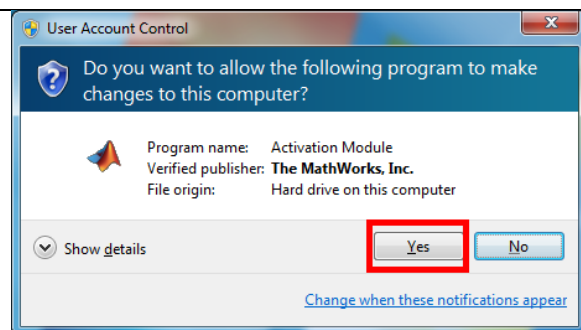 User Account Control
Do you want to allow the following program to make
changes to this computer?
Program name: Activation Module
Verified publisher: The MathWorks, Inc.
File origin: Hard drive on this computer
Show details
Yes
No
Change when these notifications appear